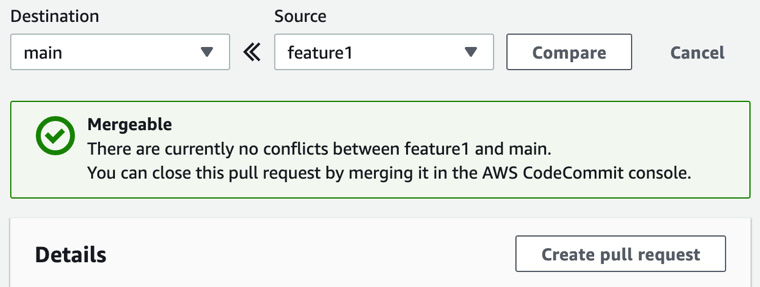 Destination
Source
main
feature1
Compare
Cancel
Mergeable
There are currently no conflicts between feature1 and main.
You can close this pull request by merging it in the AWS CodeCommit console.
Details
Create pull request